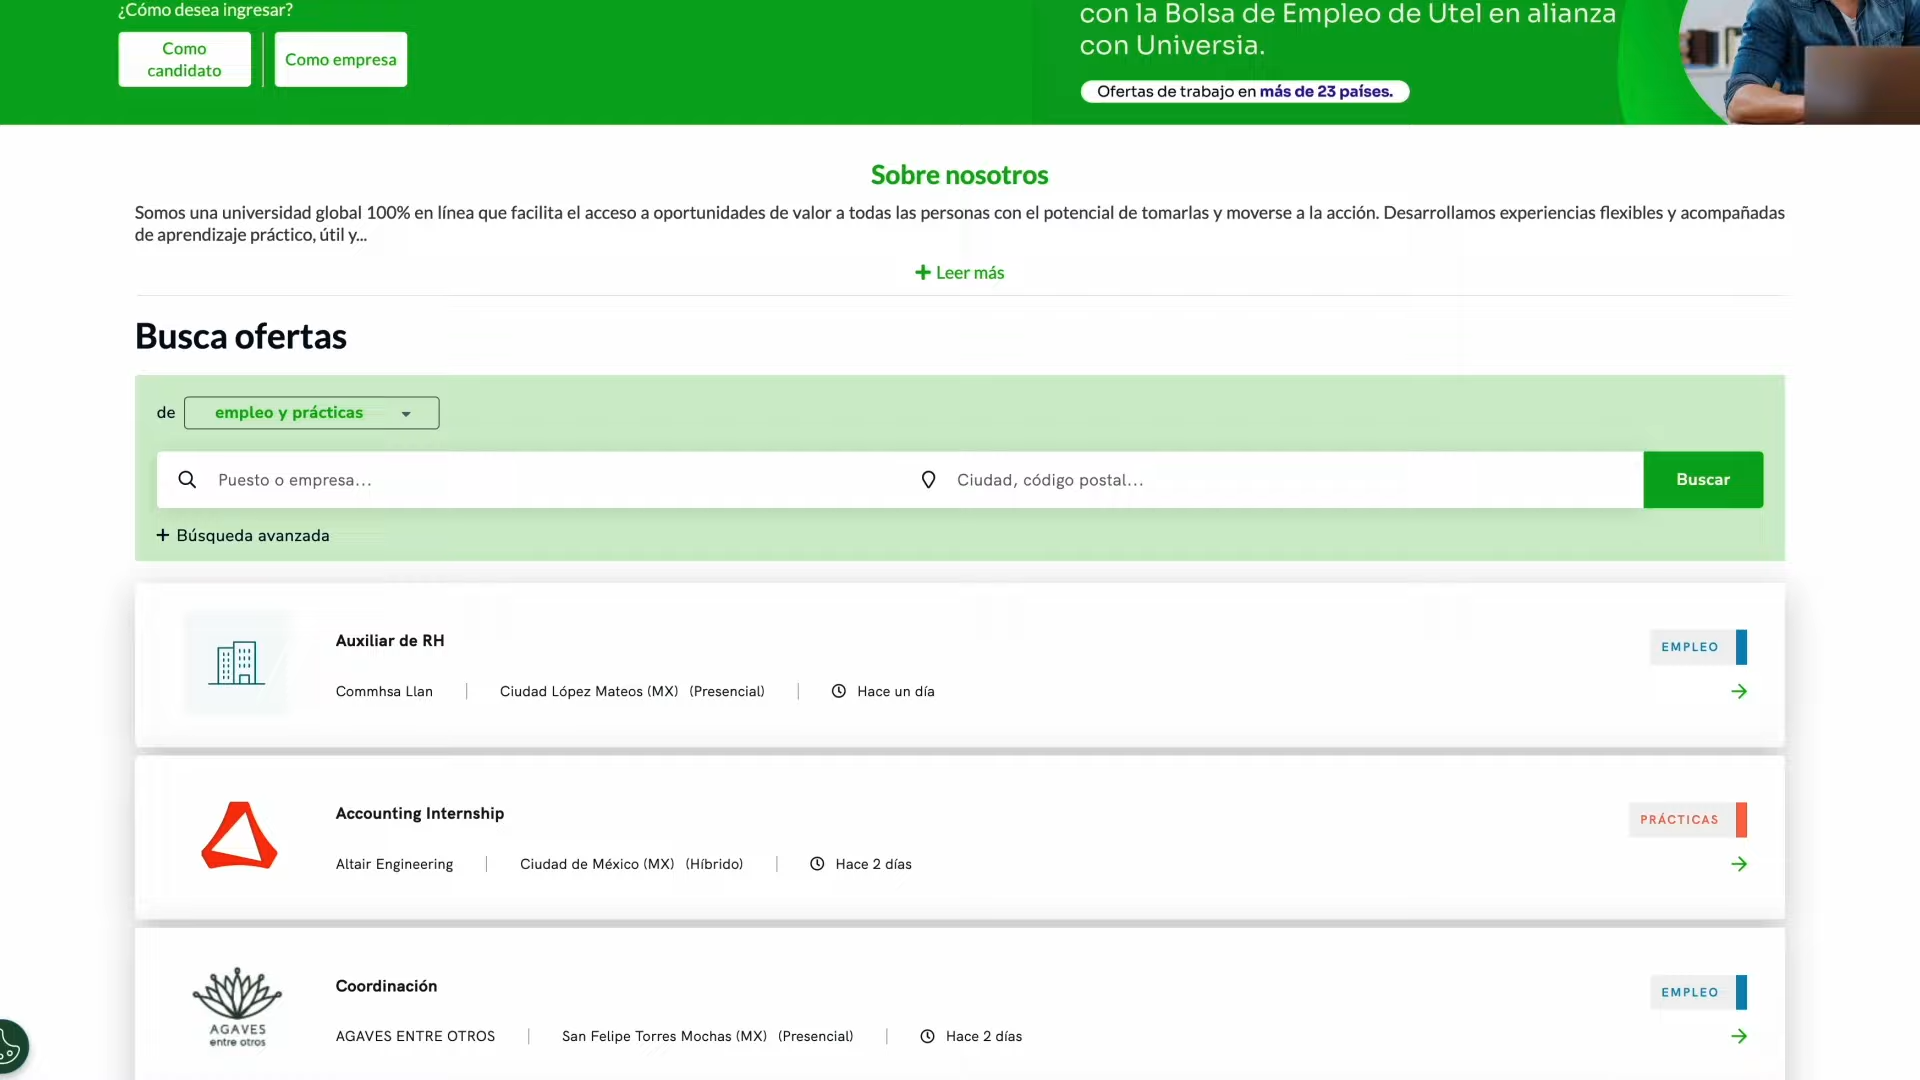 ¿Cómo desea ingresar?
Como
candidato
Como empresa
con la Bolsa de Empleo de Utel en alianza
con Universia.
Ofertas de trabajo en más de 23 países.
Sobre nosotros
Somos una universidad global 100% en línea que facilita el acceso a oportunidades de valor a todas las personas con el potencial de tomarlas y moverse a la acción. Desarrollamos experiencias flexibles y acompañadas
de aprendizaje práctico, útil y...
Leer más
Busca ofertas
de empleo y prácticas
Puesto o empresa... Ciudad, código postal... Buscar
Búsqueda avanzada
Auxiliar de RH EMPLEO
Commhsa Llan | Ciudad López Mateos (MX) (Presencial) | Hace un día
Accounting Internship PRÁCTICAS
Altair Engineering | Ciudad de México (MX) (Híbrido) | Hace 2 días
AGAVES
entre otros
Coordinación EMPLEO
AGAVES ENTRE OTROS | San Felipe Torres Mochas (MX) (Presencial) | Hace 2 días